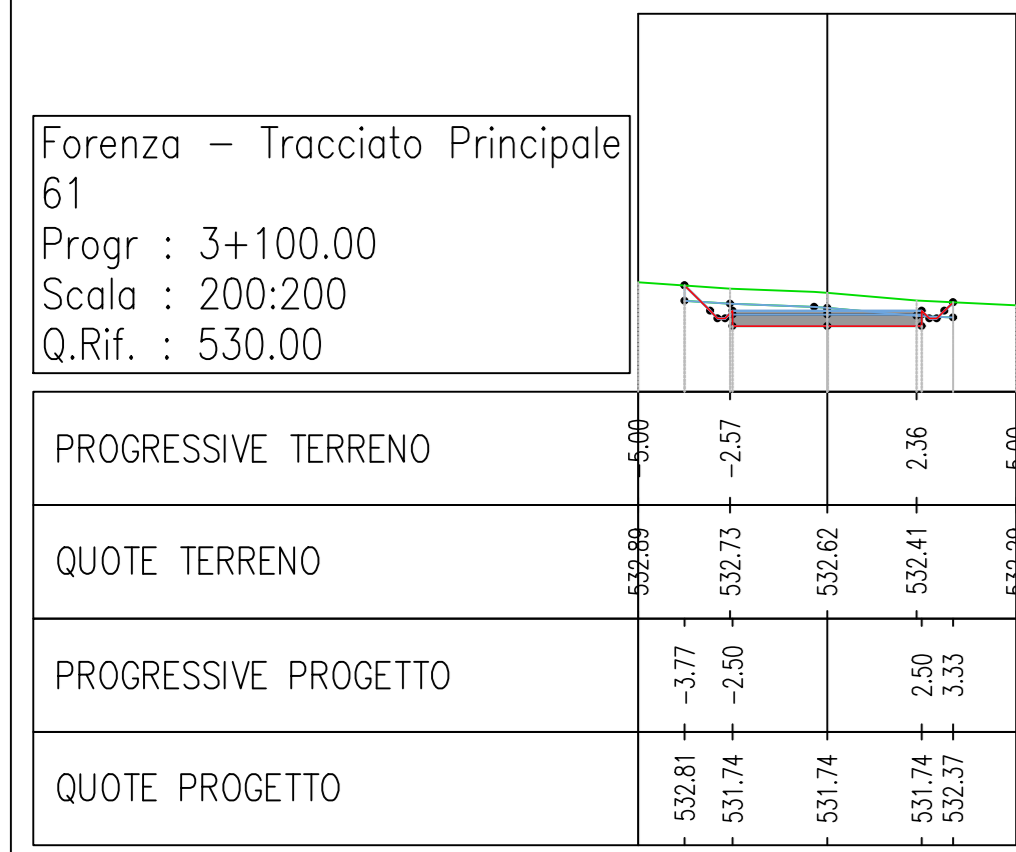 Forenza – Tracciato Principale
61
Progr : 3+100.00
Scala : 200:200
Q.Rif. : 530.00
PROGRESSIVE TERRENO -5.00 -2.57 2.36 5.00
QUOTE TERRENO 532.89 532.73 532.62 532.41
PROGRESSIVE PROGETTO -3.77 -2.50 2.50 3.33
QUOTE PROGETTO 532.81 531.74 531.74 531.74 532.37